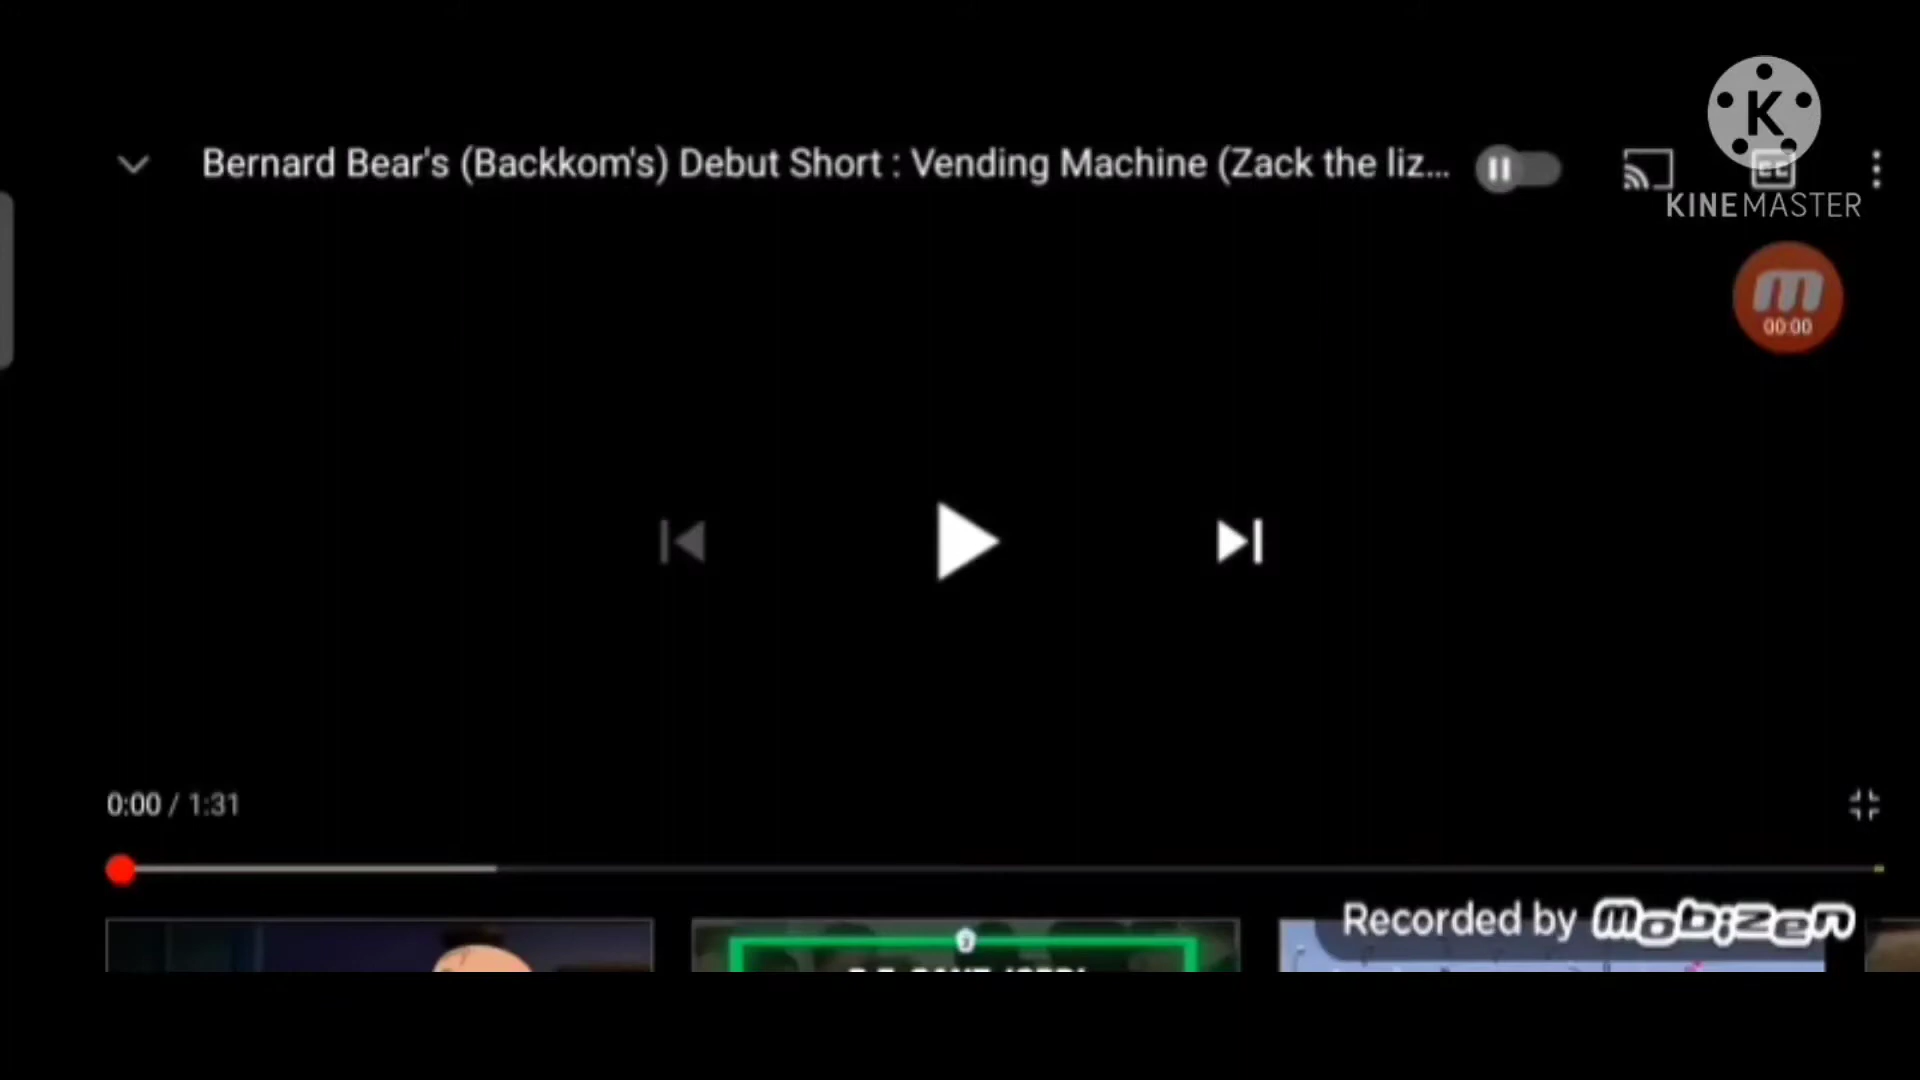 K
Bernard Bear's (Backkom's) Debut Short : Vending Machine (Zack the liz...
KINEMASTER
m
00:00
0:00 / 1:31
Recorded by mobizen